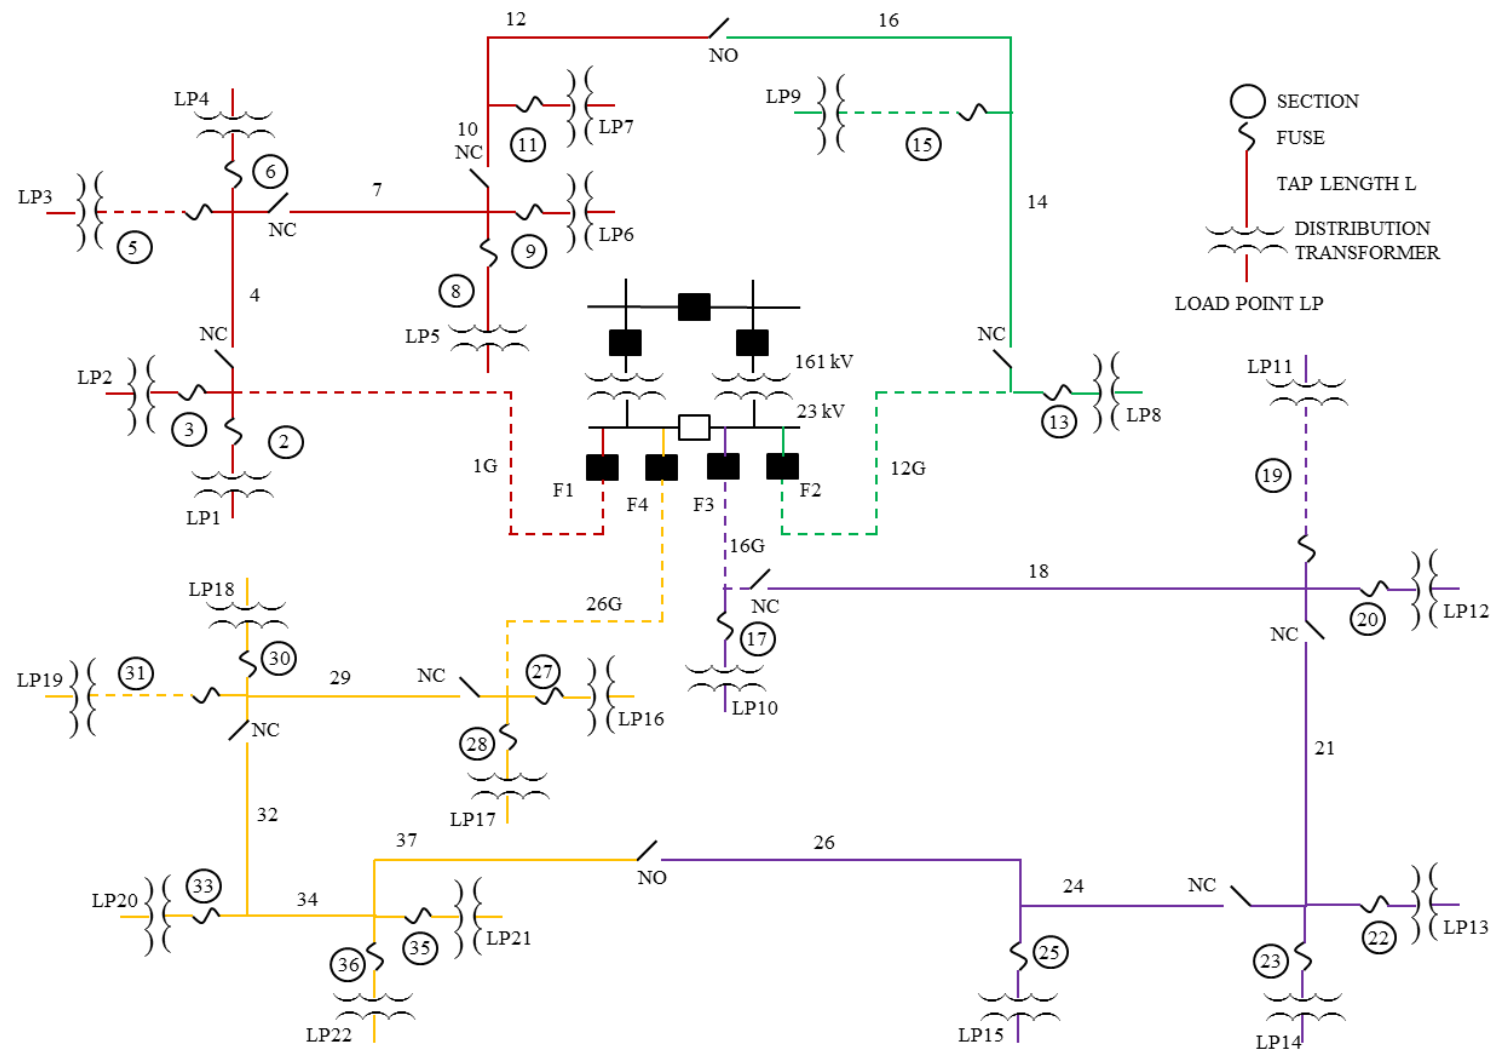 12
16
NO
LP4
LP9
SECTION
FUSE
10
NC
LP7
11
15
6
TAP LENGTH L
LP3
7
14
NC
LP6
DISTRIBUTION
TRANSFORMER
5
9
4
8
LOAD POINT LP
LP5
NC
NC
161 kV
LP11
LP2
23 kV
LP8
3
2
13
1G
12G
19
F1
F4
F3
F2
LP1
16G
18
LP18
26G
NC
LP12
20
17
NC
30
31
29
NC
27
LP19
LP10
LP16
NC
28
21
32
LP17
37
26
NO
33
24
NC
LP20
34
LP13
LP21
35
22
36
25
23
LP22
LP15
LP14